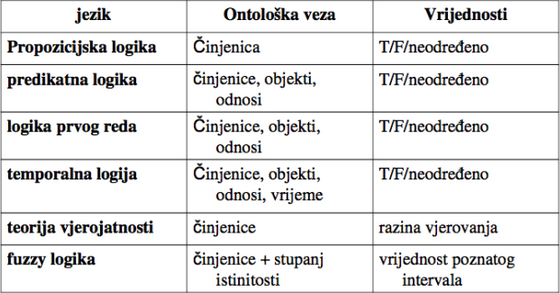 jezik Ontološka veza Vrijednosti
Propozicijska logika Činjenica T/F/neodređeno
predikatna logika činjenice, objekti, T/F/neodređeno
odnosi
logika prvog reda Činjenice, objekti, T/F/neodređeno
odnosi
temporalna logija Činjenice, objekti, T/F/neodređeno
odnosi, vrijeme
teorija vjerojatnosti činjenice razina vjerovanja
fuzzy logika činjenice + stupanj vrijednost poznatog
istinitosti intervala